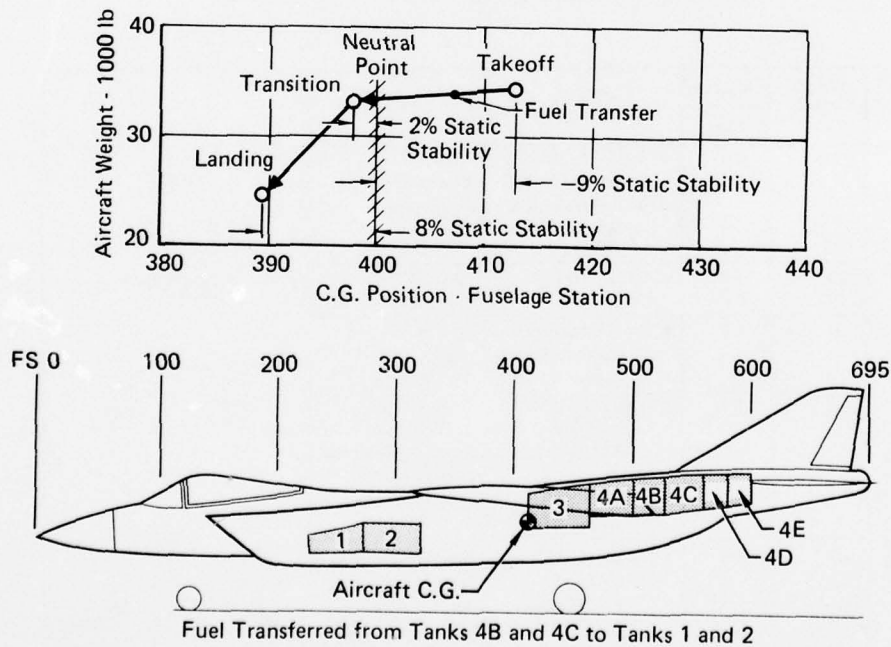 40
30
20
Aircraft Weight - 1000 lb
Neutral
Point
Takeoff
Transition
Fuel Transfer
2% Static
Stability
Landing
-9% Static Stability
8% Static Stability
380 390 400 410 420 430 440
C.G. Position · Fuselage Station
FS 0 100 200 300 400 500 600 695
1 2 3 4A 4B 4C
4E
4D
Aircraft C.G.
Fuel Transferred from Tanks 4B and 4C to Tanks 1 and 2